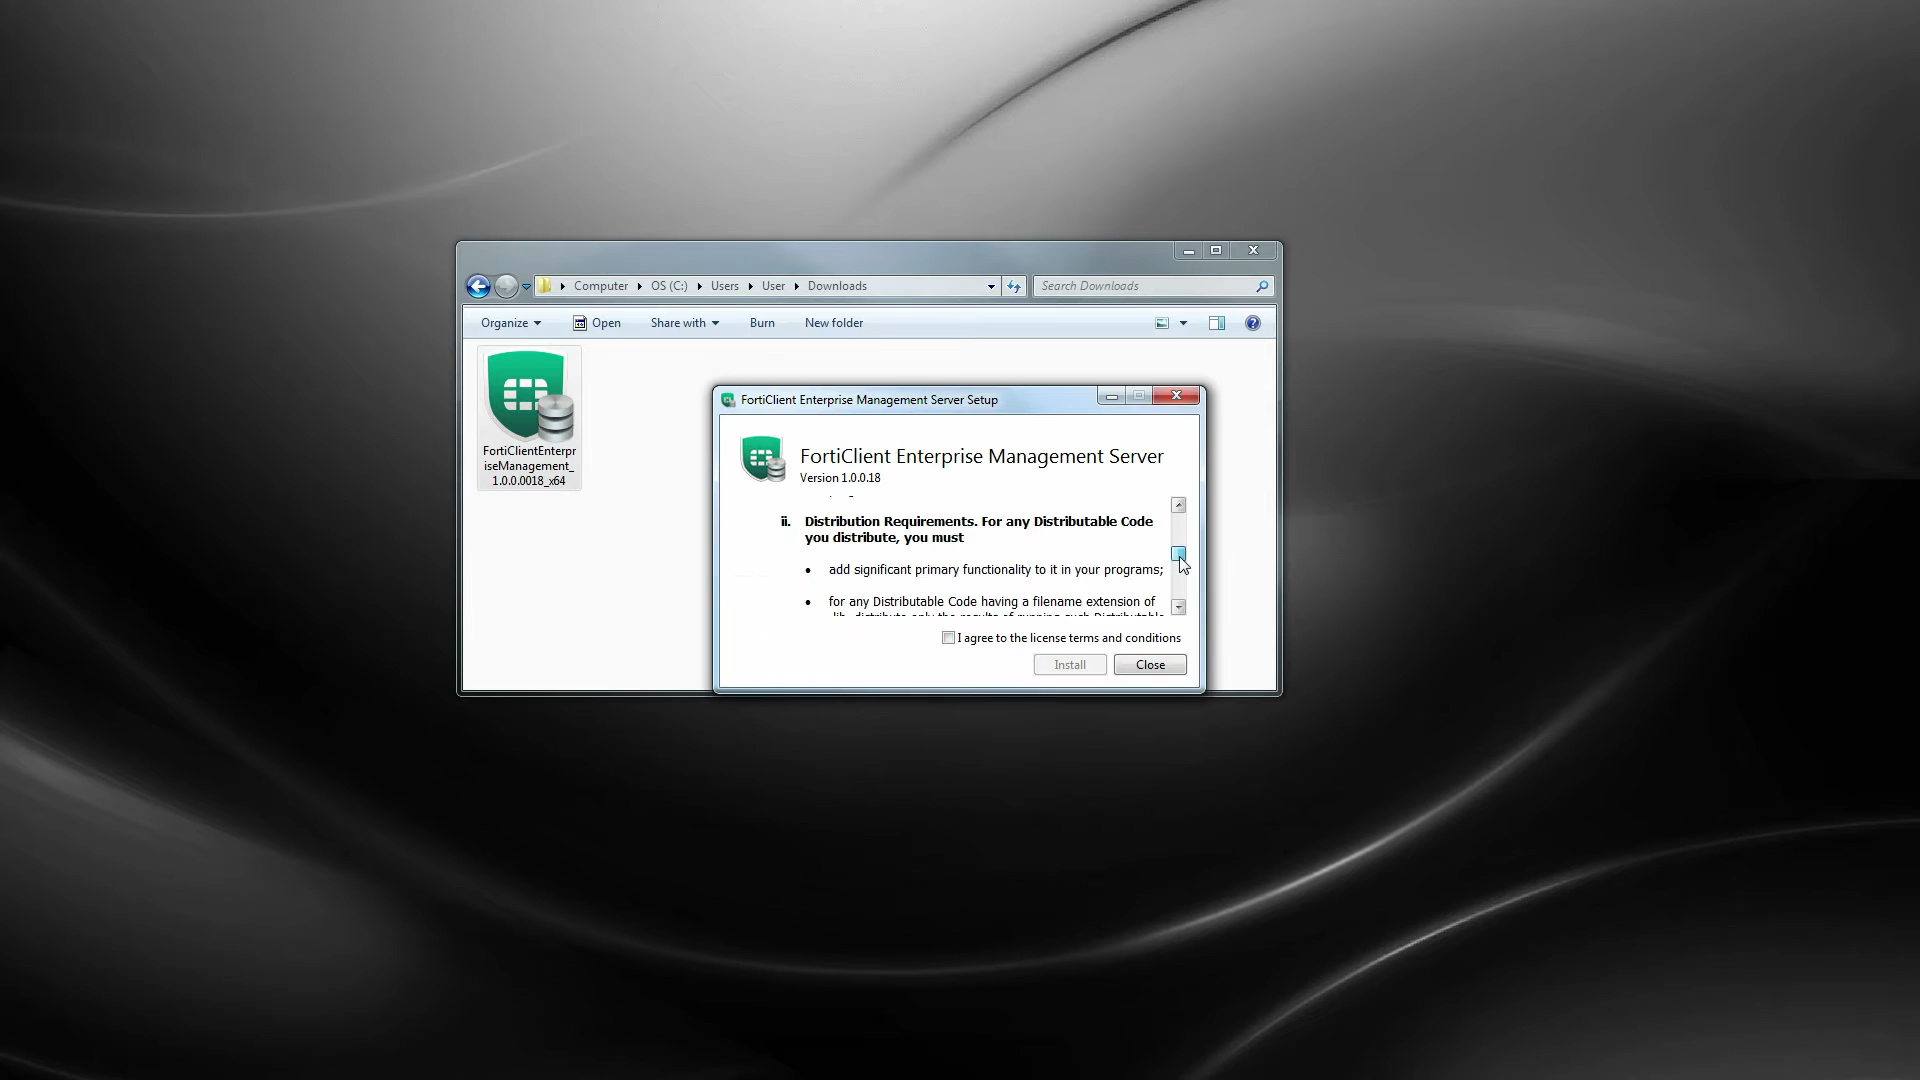 Computer
OS (C:)
Users
User
Downloads
Search Downloads
Organize
Open
Share with
Burn
New folder
FortiClientEnterpr
iseManagement_
1.0.0.0018_x64
FortiClient Enterprise Management Server Setup
FortiClient Enterprise Management Server
Version 1.0.0.18
ii. Distribution Requirements. For any Distributable Code
you distribute, you must
• add significant primary functionality to it in your programs;
• for any Distributable Code having a filename extension of
I agree to the license terms and conditions
Install
Close